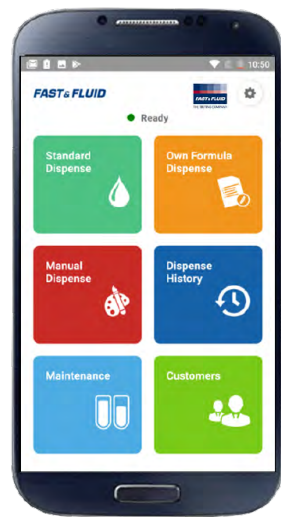 10:50
FAST& FLUID
FAST& FLUID
Ready
Standard
Dispense
Own Formula
Dispense
Manual
Dispense
Dispense
History
Maintenance
Customers